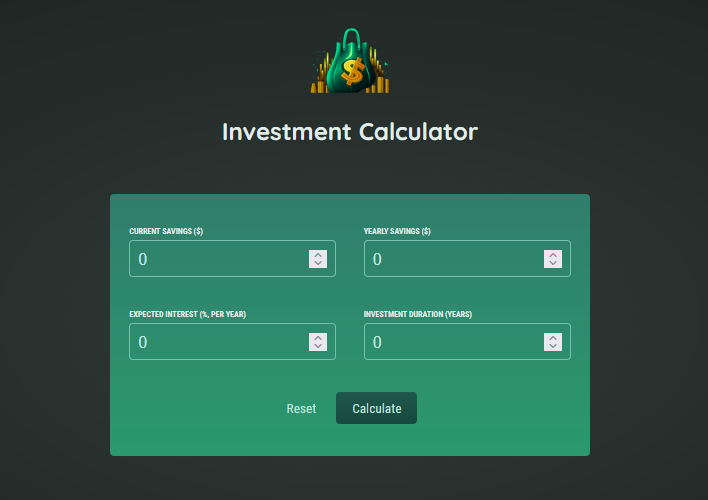 $
Investment Calculator
CURRENT SAVINGS ($) YEARLY SAVINGS ($)
0 0
EXPECTED INTEREST (%, PER YEAR) INVESTMENT DURATION (YEARS)
0 0
Reset Calculate